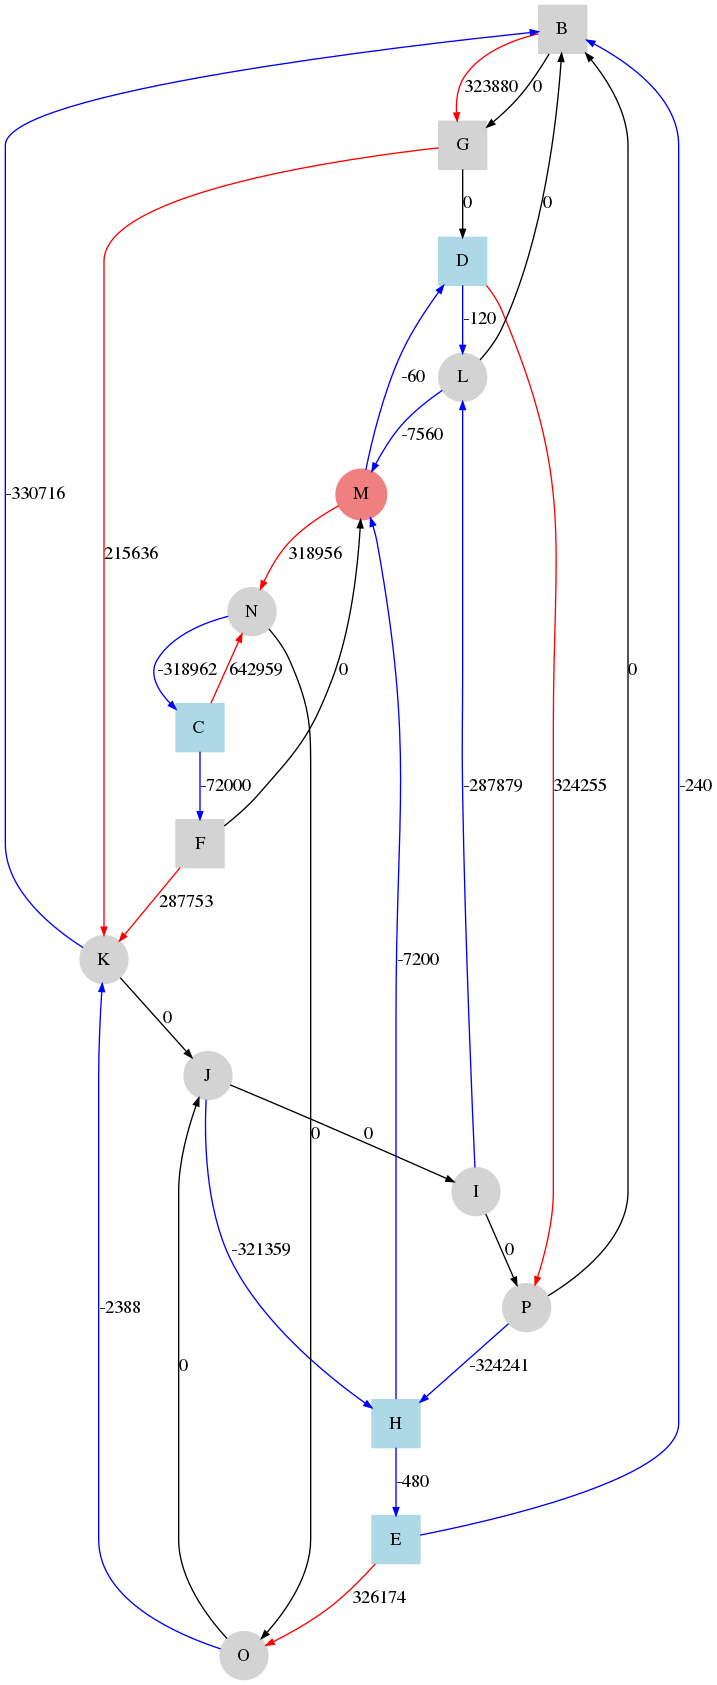 B
323880 0
G
0 0
D
-120
-60 L
-7560
M
-330716 215636 318956
N
-318962 642959 0 0
C
-72000 -287879 324255 -240
F
287753
K -7200
0
J
0 0
I
-321359 0
-2388 P
0 -324241
H
-480
E
326174
O